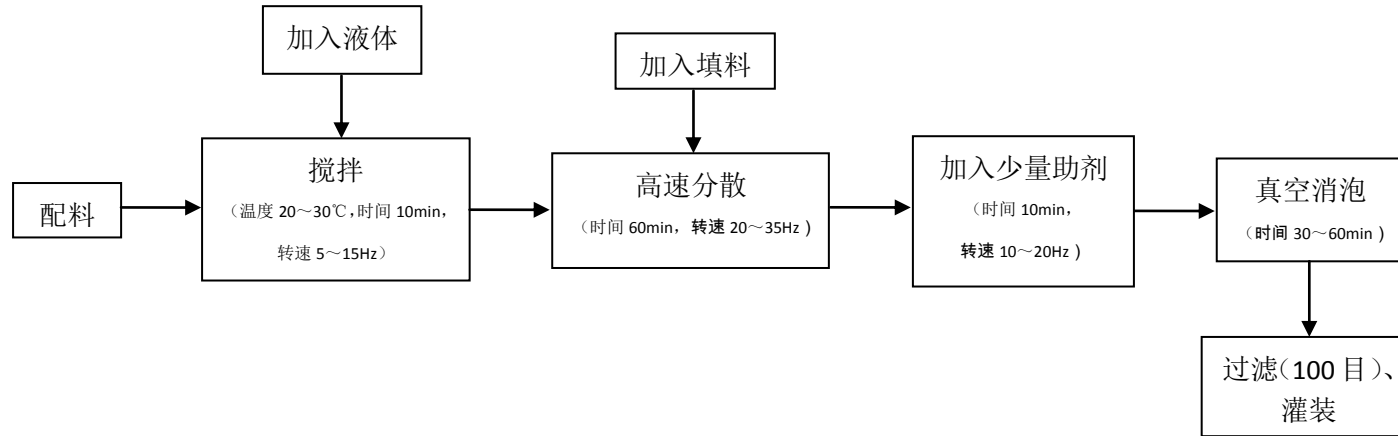 加入液体
加入填料
配料
搅拌
（温度 20～30℃，时间 10min，
转速 5～15Hz）
高速分散
（时间 60min，转速 20～35Hz ）
加入少量助剂
（时间 10min，
转速 10～20Hz ）
真空消泡
（时间 30～60min ）
过滤（100 目）、
灌装